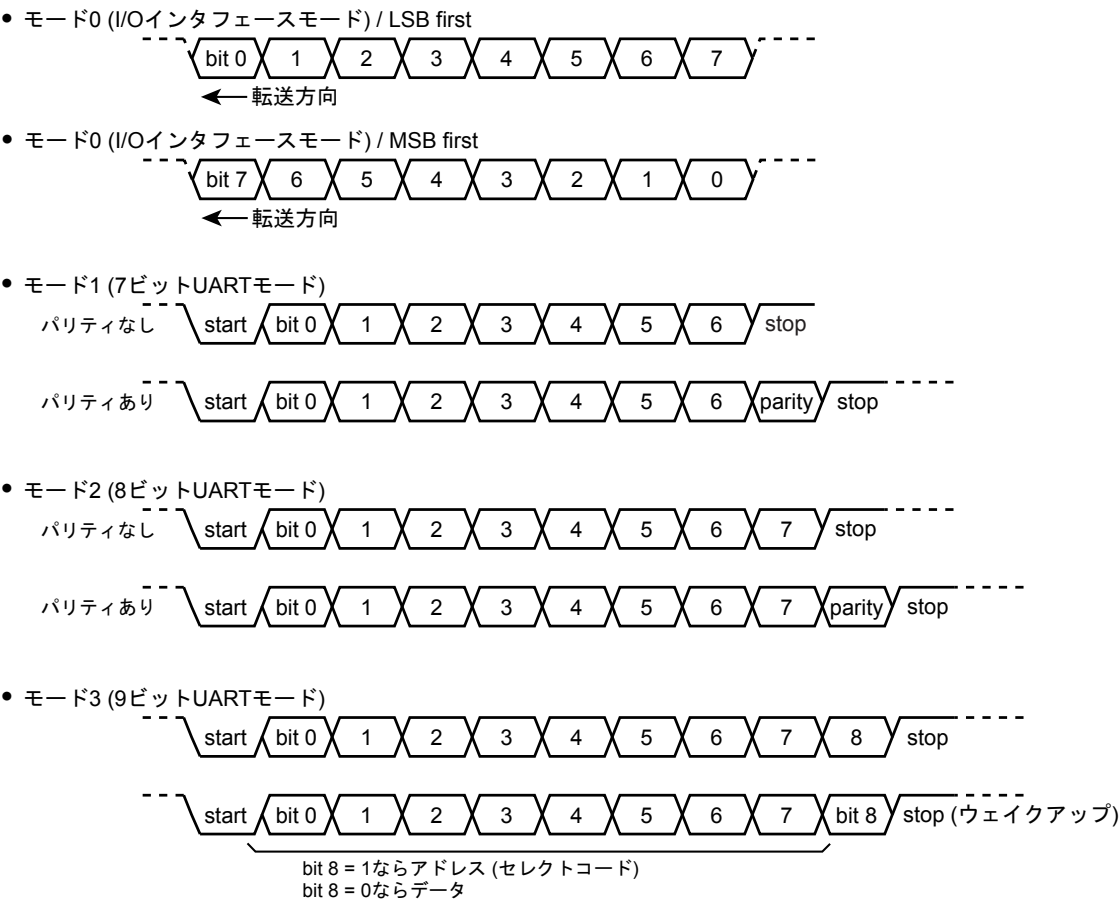 • モード0 (I/Oインタフェースモード) / LSB first
bit 0 1 2 3 4 5 6 7
転送方向
• モード0 (I/Oインタフェースモード) / MSB first
bit 7 6 5 4 3 2 1 0
転送方向
• モード1 (7ビットUARTモード)
パリティなし start bit 0 1 2 3 4 5 6 stop
パリティあり start bit 0 1 2 3 4 5 6 parity stop
• モード2 (8ビットUARTモード)
パリティなし start bit 0 1 2 3 4 5 6 7 stop
パリティあり start bit 0 1 2 3 4 5 6 7 parity stop
• モード3 (9ビットUARTモード)
start bit 0 1 2 3 4 5 6 7 8 stop
start bit 0 1 2 3 4 5 6 7 bit 8 stop (ウェイクアップ)
bit 8 = 1ならアドレス (セレクトコード)
bit 8 = 0ならデータ